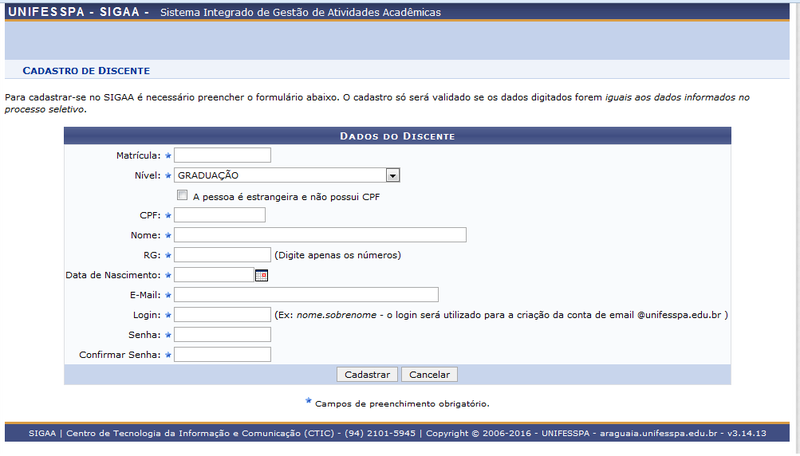 UNIFESSPA - SIGAA - Sistema Integrado de Gestão de Atividades Acadêmicas
CADASTRO DE DISCENTE
Para cadastrar-se no SIGAA é necessário preencher o formulário abaixo. O cadastro só será validado se os dados digitados forem iguais aos dados informados no
processo seletivo.
DADOS DO DISCENTE
Matrícula:
Nível: GRADUAÇÃO
A pessoa é estrangeira e não possui CPF
CPF:
Nome:
RG: (Digite apenas os números)
Data de Nascimento:
E-Mail:
Login: (Ex: nome.sobrenome - o login será utilizado para a criação da conta de email @unifesspa.edu.br )
Senha:
Confirmar Senha:
Cadastrar Cancelar
Campos de preenchimento obrigatório.
SIGAA | Centro de Tecnologia da Informação e Comunicação (CTIC) - (94) 2101-5945 | Copyright © 2006-2016 - UNIFESSPA - araguaia.unifesspa.edu.br - v3.14.13